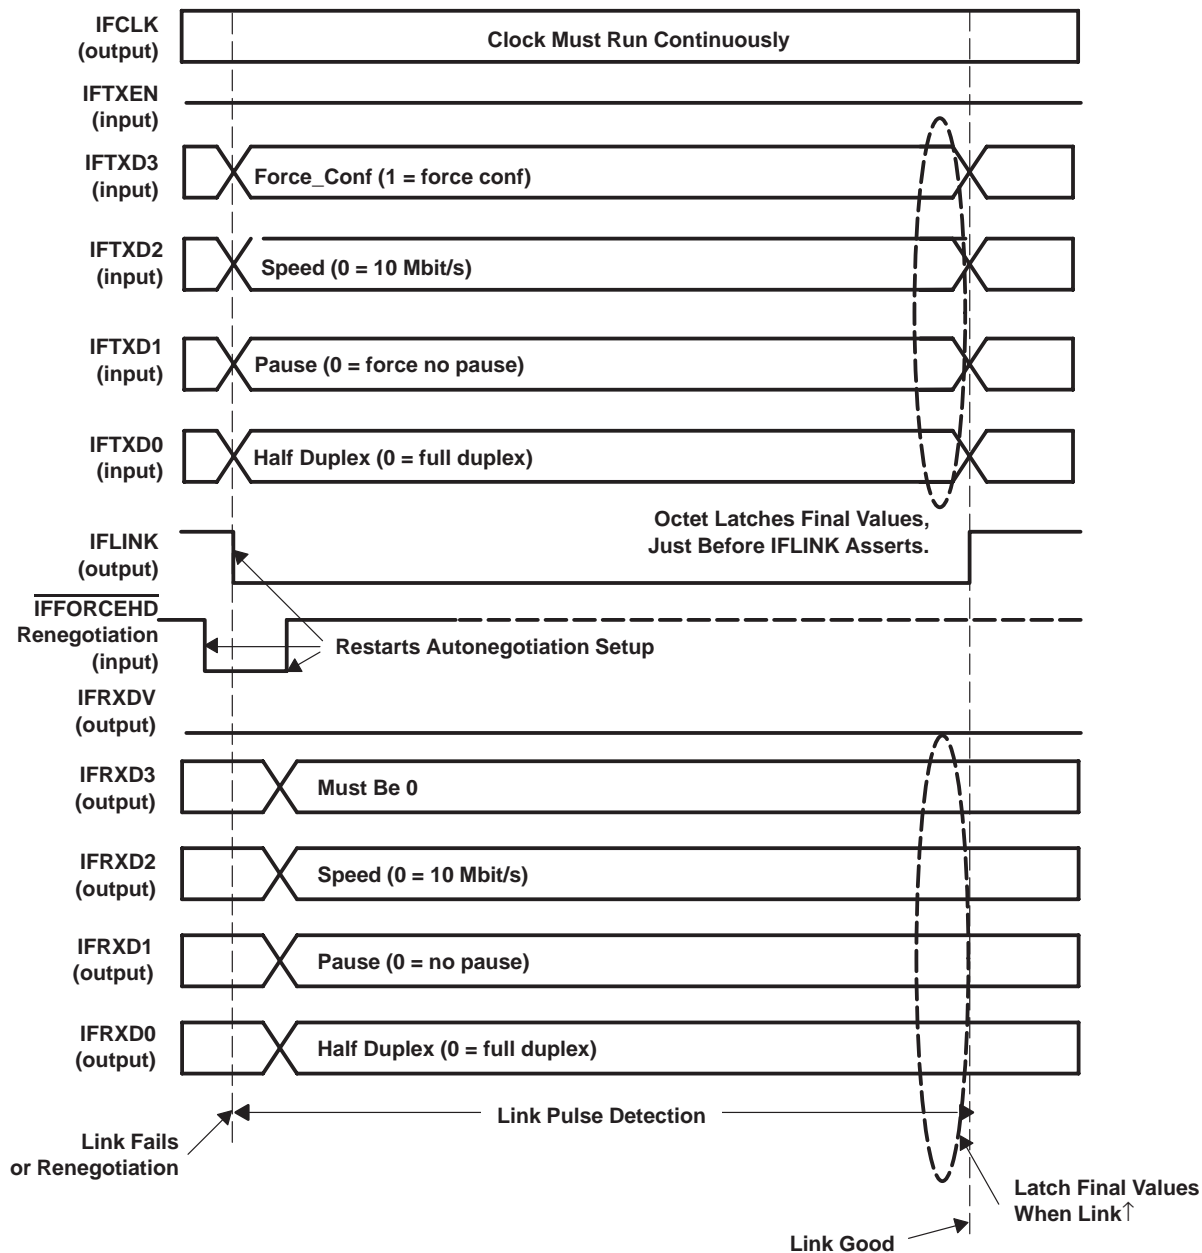 IFCLK
(output)
Clock Must Run Continuously
IFTXEN
(input)
IFTXD3
(input)
Force_Conf (1 = force conf)
IFTXD2
(input)
Speed (0 = 10 Mbit/s)
IFTXD1
(input)
Pause (0 = force no pause)
IFTXD0
(input)
Half Duplex (0 = full duplex)
Octet Latches Final Values,
Just Before IFLINK Asserts.
IFLINK
(output)
IFFORCEHD
Renegotiation
(input)
Restarts Autonegotiation Setup
IFRXDV
(output)
IFRXD3
(output)
Must Be 0
IFRXD2
(output)
Speed (0 = 10 Mbit/s)
IFRXD1
(output)
Pause (0 = no pause)
IFRXD0
(output)
Half Duplex (0 = full duplex)
Link Pulse Detection
Link Fails
or Renegotiation
Latch Final Values
When Link↑
Link Good